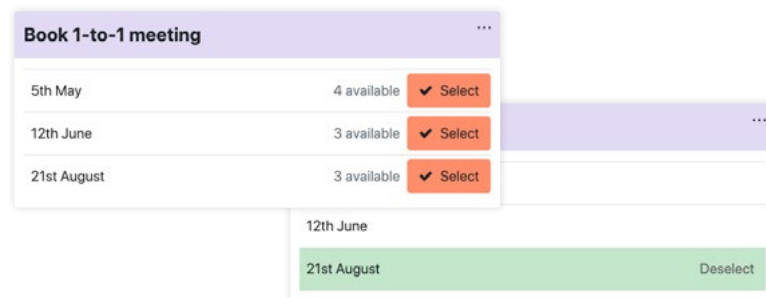 Book 1-to-1 meeting ...
5th May 4 available ✔ Select
12th June 3 available ✔ Select
21st August 3 available ✔ Select
...
12th June
21st August Deselect